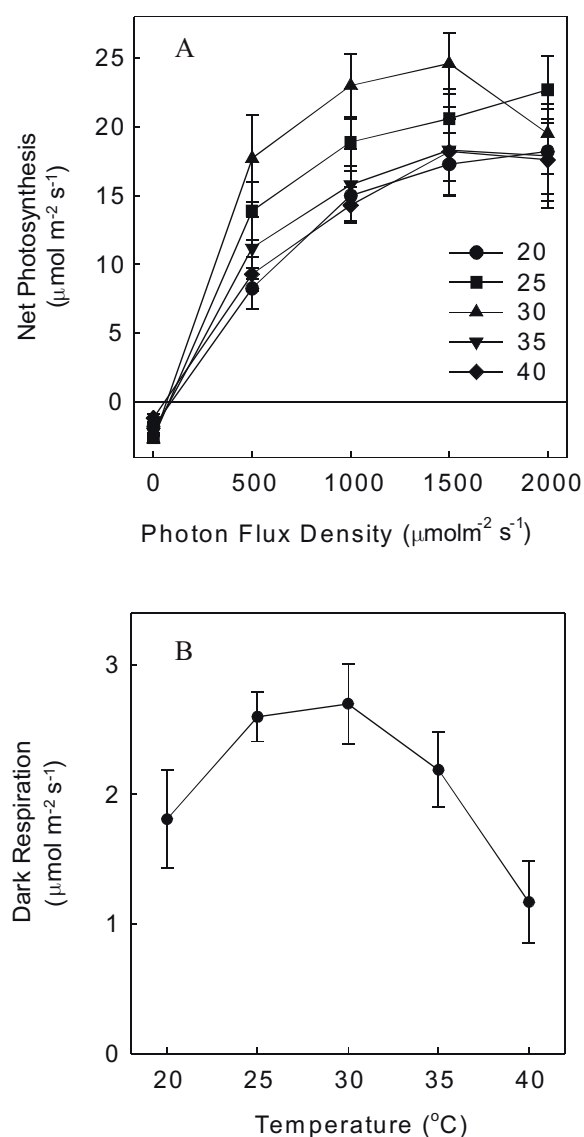 A
25
20
15
10
5
0
Net Photosynthesis
(μmol m-2 s-1)
20
25
30
35
40
0 500 1000 1500 2000
Photon Flux Density (μmolm-2 s-1)
B
3
2
1
0
Dark Respiration
(μmol m-2 s-1)
20 25 30 35 40
Temperature (oC)